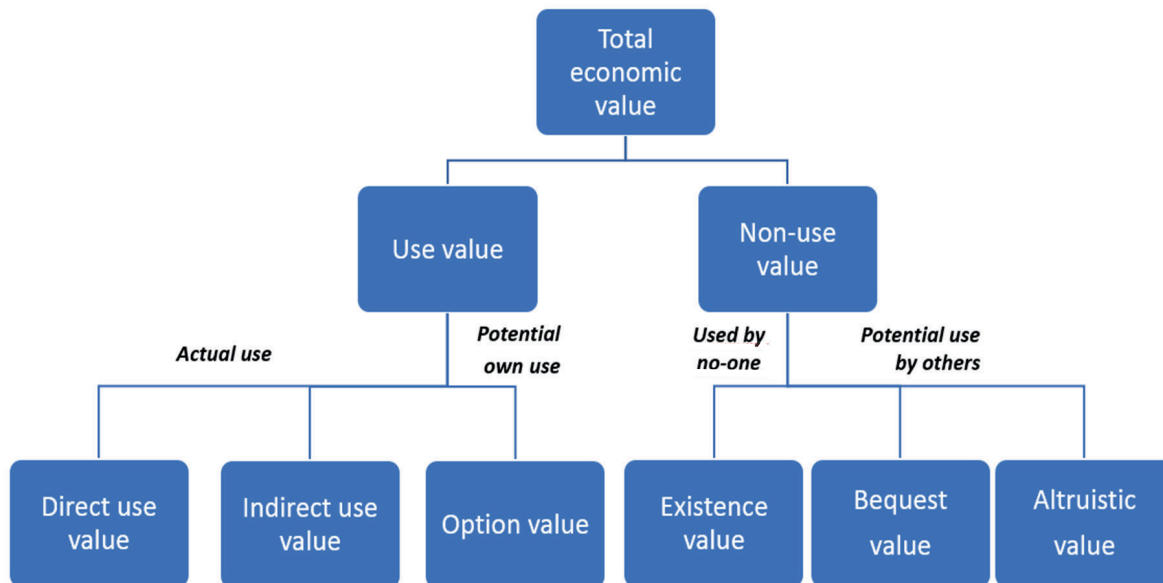 Total
economic
value
Use value
Non-use
value
Actual use
Potential
own use
Used by
no-one
Potential use
by others
Direct use
value
Indirect use
value
Option value
Existence
value
Bequest
value
Altruistic
value